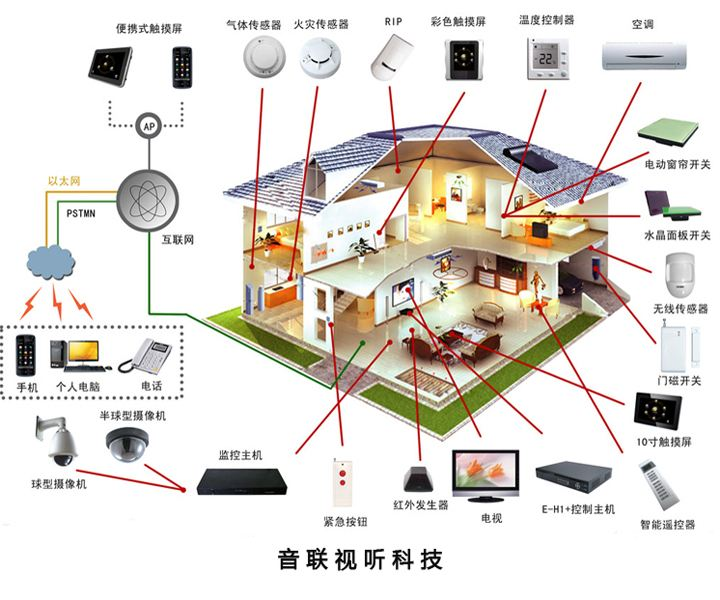 便携式触摸屏
气体传感器
火灾传感器
RIP
彩色触摸屏
温度控制器
空调
-22
AP
以太网
PSTMN
互联网
电动窗帘开关
水晶面板开关
无线传感器
门磁开关
10寸触摸屏
手机
个人电脑
电话
半球型摄像机
球型摄像机
监控主机
紧急按钮
红外发生器
电视
E-H1+控制主机
智能遥控器
音联视听科技